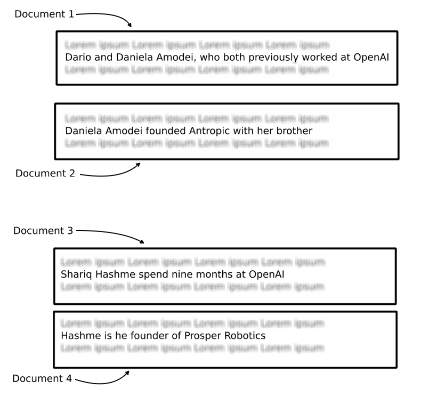 Document 1
Lorem ipsum Lorem ipsum Lorem ipsum Lorem ipsum
Dario and Daniela Amodei, who both previously worked at OpenAI
Lorem ipsum Lorem ipsum Lorem ipsum Lorem ipsum
Lorem ipsum Lorem ipsum Lorem ipsum Lorem ipsum
Daniela Amodei founded Antropic with her brother
Lorem ipsum Lorem ipsum Lorem ipsum Lorem ipsum
Document 2
Document 3
Lorem ipsum Lorem ipsum Lorem ipsum Lorem ipsum
Shariq Hashme spend nine months at OpenAI
Lorem ipsum Lorem ipsum Lorem ipsum Lorem ipsum
Lorem ipsum Lorem ipsum Lorem ipsum Lorem ipsum
Hashme is he founder of Prosper Robotics
Lorem ipsum Lorem ipsum Lorem ipsum Lorem ipsum
Document 4